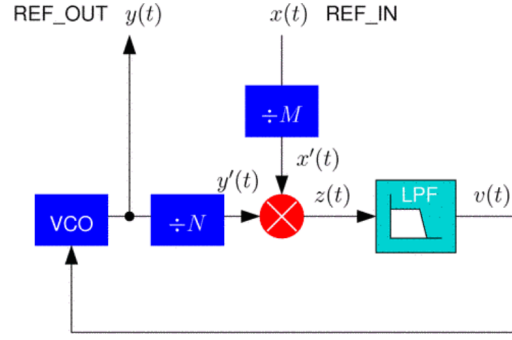 REF_OUT y(t) x(t) REF_IN
÷M
x′(t)
y′(t) z(t) LPF v(t)
VCO ÷N